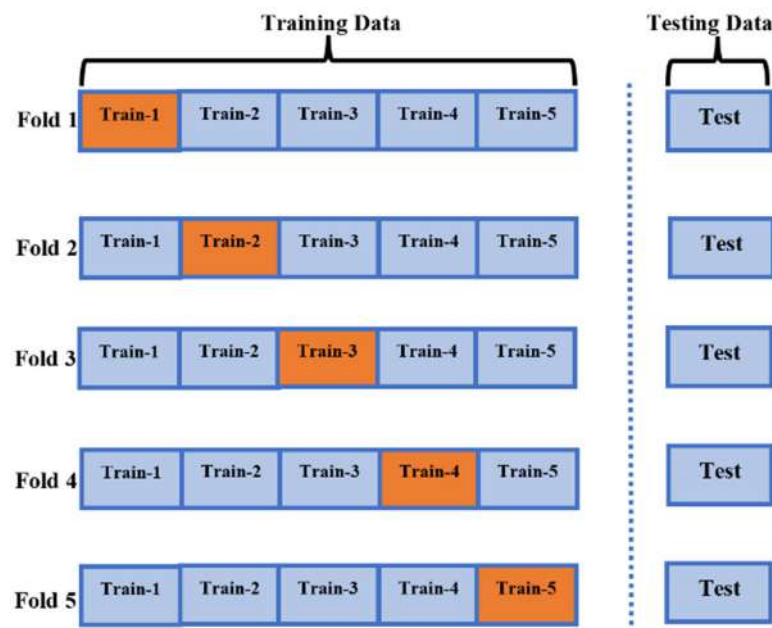 Training Data Testing Data
Fold 1 Train-1 Train-2 Train-3 Train-4 Train-5 Test
Fold 2 Train-1 Train-2 Train-3 Train-4 Train-5 Test
Fold 3 Train-1 Train-2 Train-3 Train-4 Train-5 Test
Fold 4 Train-1 Train-2 Train-3 Train-4 Train-5 Test
Fold 5 Train-1 Train-2 Train-3 Train-4 Train-5 Test